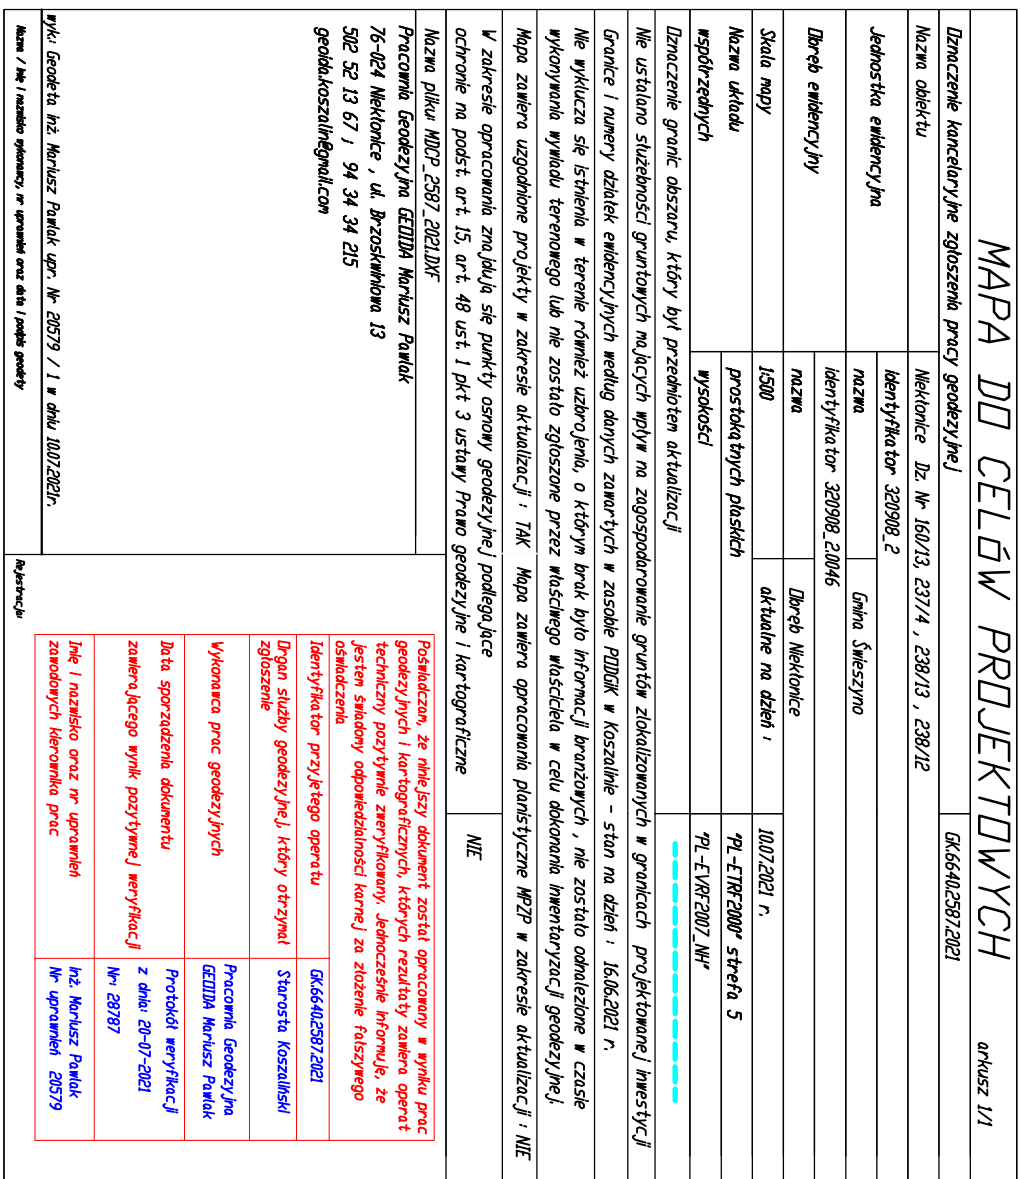 MAPA DO CELÓW PROJEKTOWYCH
arkusz 1/1
Oznaczenie kancelaryjne zgłoszenia pracy geodezyjnej
GK.6640.2587.2021
Nazwa obiektu
Niekłonice Dz. Nr 160/13, 237/4 , 238/13 , 238/12
Jednostka ewidencyjna
identyfikator 320908_2
nazwa
Gmina Świeszyno
Obręb ewidencyjny
identyfikator 320908_2.0046
nazwa
Obręb Niekłonice
Skala mapy
1:500
aktualne na dzień :
10.07.2021 r.
Nazwa układu
współrzędnych
prostokątnych płaskich
"PL-ETRF2000" strefa 5
wysokości
"PL-EVRF2007_NH"
Oznaczenie granic obszaru, który był przedmiotem aktualizacji
Nie ustalano służebności gruntowych mających wpływ na zagospodarowanie gruntów zlokalizowanych w granicach projektowanej inwestycji
Granice i numery działek ewidencyjnych według danych zawartych w zasobie PODGiK w Koszalinie - stan na dzień : 16.06.2021 r.
Nie wyklucza się istnienia w terenie również uzbrojenia, o którym brak było informacji branżowych , nie zostało odnalezione w czasie
wykonywania wywiadu terenowego lub nie zostało zgłoszone przez właściwego właściciela w celu dokonania inwentaryzacji geodezyjnej.
Mapa zawiera uzgodnione projekty w zakresie aktualizacji : TAK
Mapa zawiera opracowania planistyczne MPZP w zakresie aktualizacji : NIE
W zakresie opracowania znajdują się punkty osnowy geodezyjnej podlegające
ochronie na podst. art. 15, art. 48 ust. 1 pkt 3 ustawy Prawo geodezyjne i kartograficzne
NIE
Nazwa pliku: MDCP_2587_2021.DXF
Pracownia Geodezyjna GEOIDA Mariusz Pawlak
76-024 Niekłonice , ul. Brzoskwiniowa 13
502 52 13 67 , 94 34 34 215
geoida.koszalin@gmail.com
wyk: Geodeta inż Mariusz Pawlak upr. Nr 20579 / 1 w dniu 10.07.2021r.
Nazwa / imię i nazwisko wykonawcy, nr uprawnień oraz data i podpis geodety
Poświadczam, że niniejszy dokument został opracowany w wyniku prac
geodezyjnych i kartograficznych, których rezultaty zawiera operat
techniczny pozytywnie zweryfikowany. Jednocześnie informuję, że
jestem świadomy odpowiedzialności karnej za złożenie fałszywego
oświadczenia
Identyfikator przyjętego operatu
GK.6640.2587.2021
Organ służby geodezyjnej, który otrzymał
zgłoszenie
Starosta Koszaliński
Wykonawca prac geodezyjnych
Pracownia Geodezyjna
GEOIDA Mariusz Pawlak
Data sporządzenia dokumentu
zawierającego wynik pozytywnej weryfikacji
Protokół weryfikacji
z dnia: 20-07-2021
Nr: 28787
Imię i nazwisko oraz nr uprawnień
zawodowych kierownika prac
inż. Mariusz Pawlak
Nr uprawnień 20579
Rejestracja: